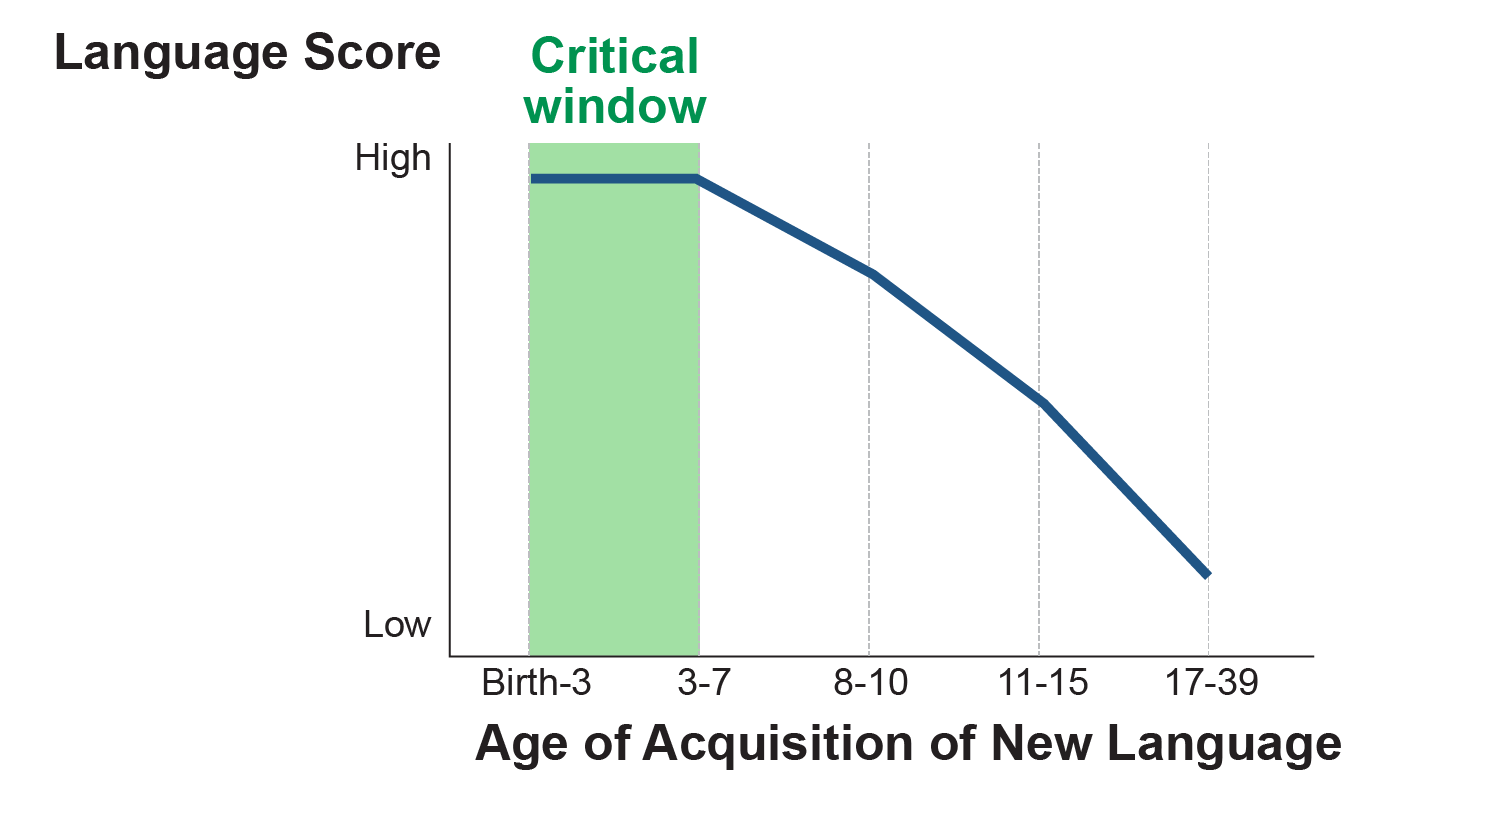 Language Score
Critical
window
High
Low
Birth-3
3-7
8-10
11-15
17-39
Age of Acquisition of New Language